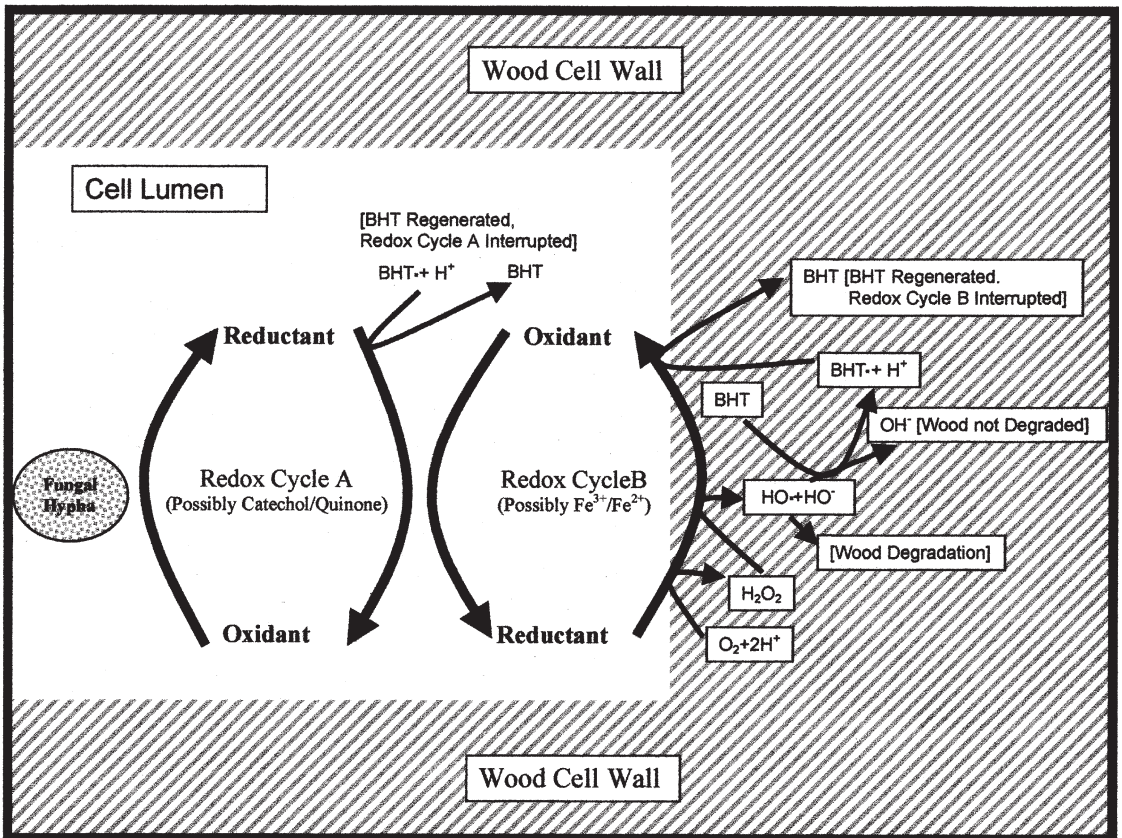 Wood Cell Wall
Cell Lumen
[BHT Regenerated,
Redox Cycle A Interrupted]
BHT•+ H⁺
BHT
BHT [BHT Regenerated.
Redox Cycle B Interrupted]
Reductant
Oxidant
BHT•+ H⁺
BHT
OH⁻ [Wood not Degraded]
Fungal
Hypha
Redox Cycle A
(Possibly Catechol/Quinone)
Redox CycleB
(Possibly Fe³⁺/Fe²⁺)
HO•+HO⁻
[Wood Degradation]
H₂O₂
Oxidant
Reductant
O₂+2H⁺
Wood Cell Wall